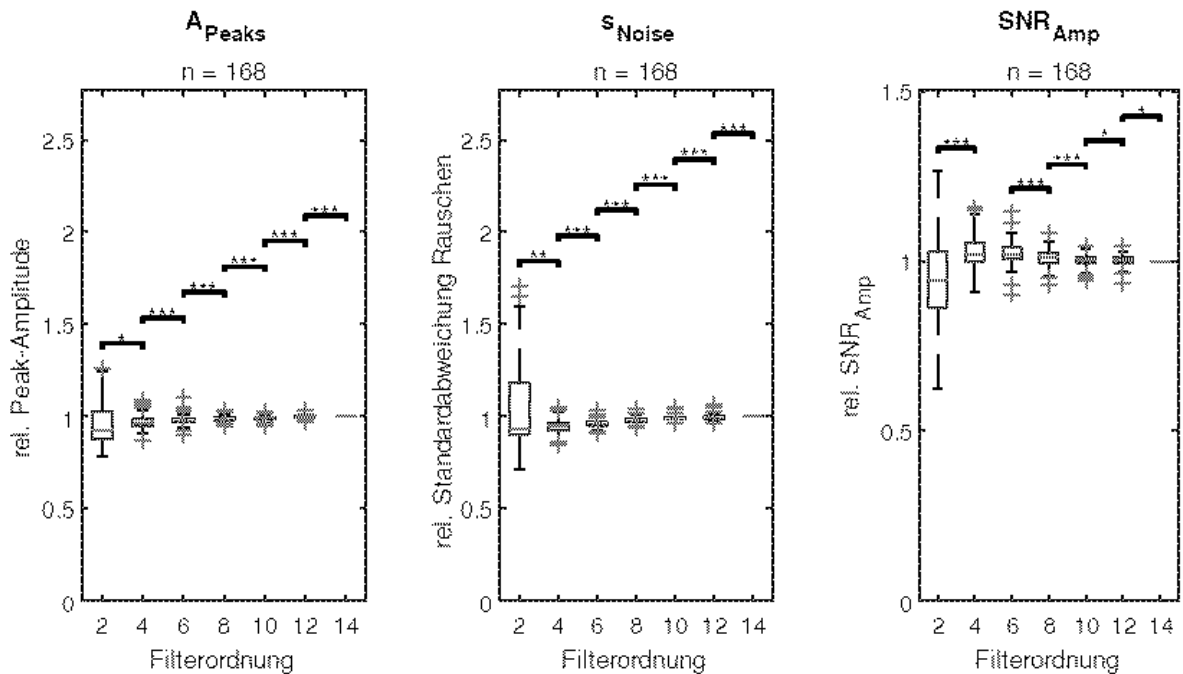 A_Peaks
n = 168
rel. Peak-Amplitude
2.5
2
1.5
1
0.5
0
*
***
***
***
***
***
2 4 6 8 10 12 14
Filterordnung
s_Noise
n = 168
rel. Standardabweichung Rauschen
2.5
2
1.5
1
0.5
0
**
***
***
***
***
***
2 4 6 8 10 12 14
Filterordnung
SNR_Amp
n = 168
rel. SNR_Amp
1.5
1
0.5
0
***
***
***
*
*
2 4 6 8 10 12 14
Filterordnung